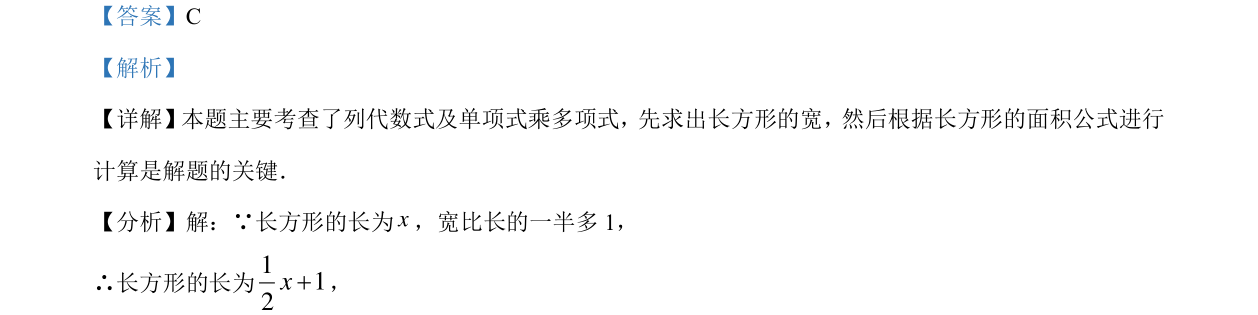 【答案】C
【解析】
【详解】本题主要考查了列代数式及单项式乘多项式，先求出长方形的宽，然后根据长方形的面积公式进行
计算是解题的关键．
【分析】解：∵长方形的长为x，宽比长的一半多1，
∴长方形的长为\frac{1}{2}x+1，